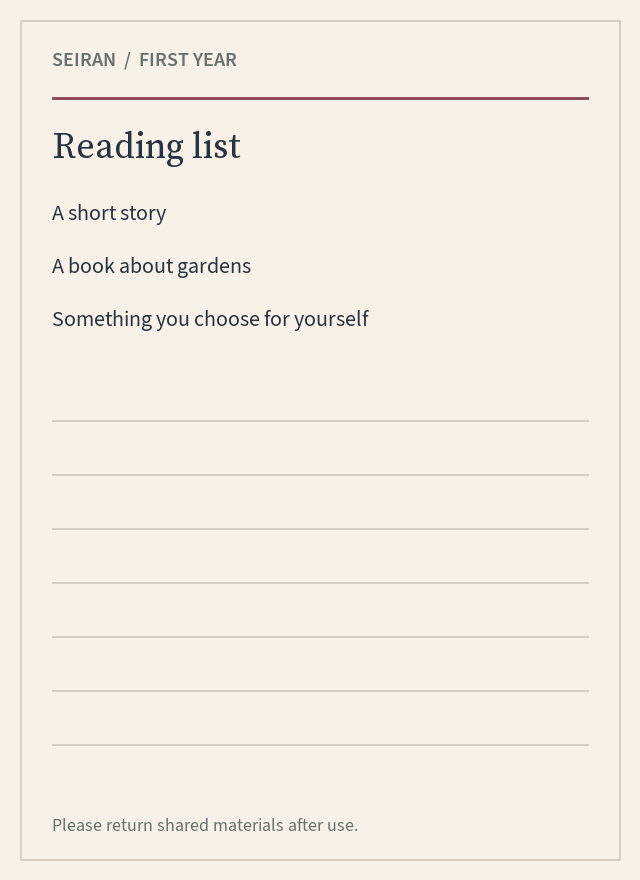 SEIRAN / FIRST YEAR
Reading list
A short story
A book about gardens
Something you choose for yourself
Please return shared materials after use.